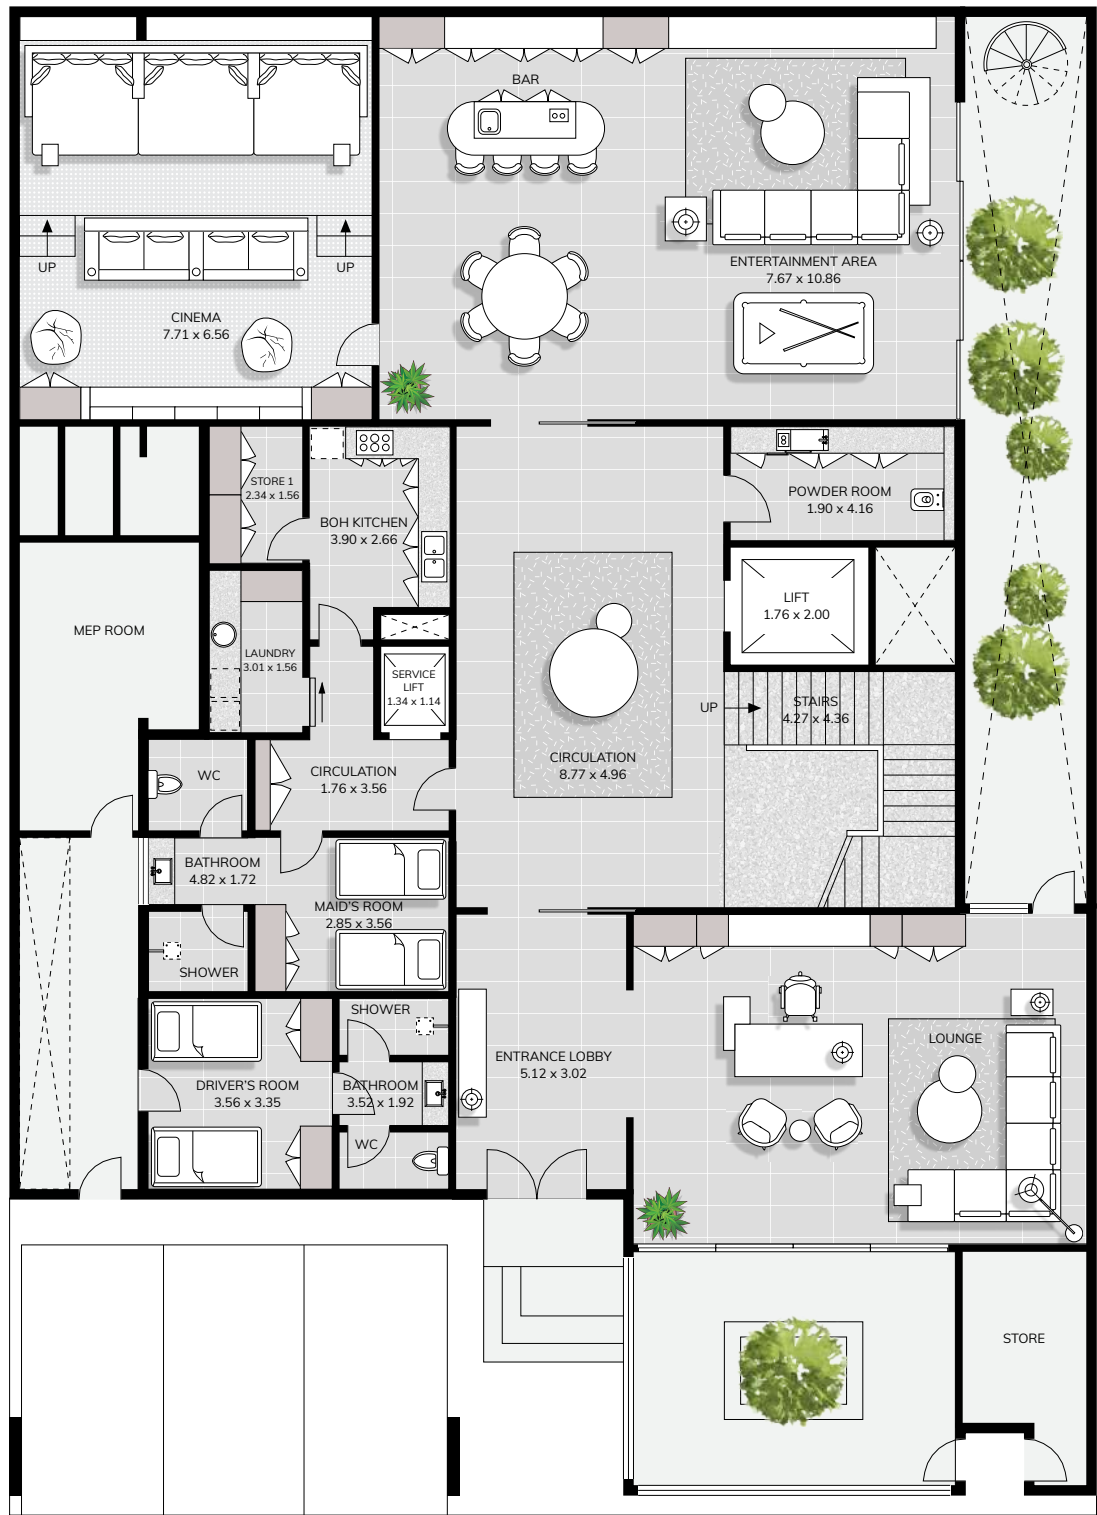 BAR
UP
UP
ENTERTAINMENT AREA
7.67 x 10.86
CINEMA
7.71 x 6.56
STORE 1
2.34 x 1.56
BOH KITCHEN
3.90 x 2.66
POWDER ROOM
1.90 x 4.16
LIFT
1.76 x 2.00
MEP ROOM
LAUNDRY
3.01 x 1.56
SERVICE
LIFT
1.34 x 1.14
UP
STAIRS
4.27 x 4.36
CIRCULATION
8.77 x 4.96
WC
CIRCULATION
1.76 x 3.56
BATHROOM
4.82 x 1.72
MAID'S ROOM
2.85 x 3.56
SHOWER
SHOWER
LOUNGE
ENTRANCE LOBBY
5.12 x 3.02
DRIVER'S ROOM
3.56 x 3.35
BATHROOM
3.52 x 1.92
WC
STORE